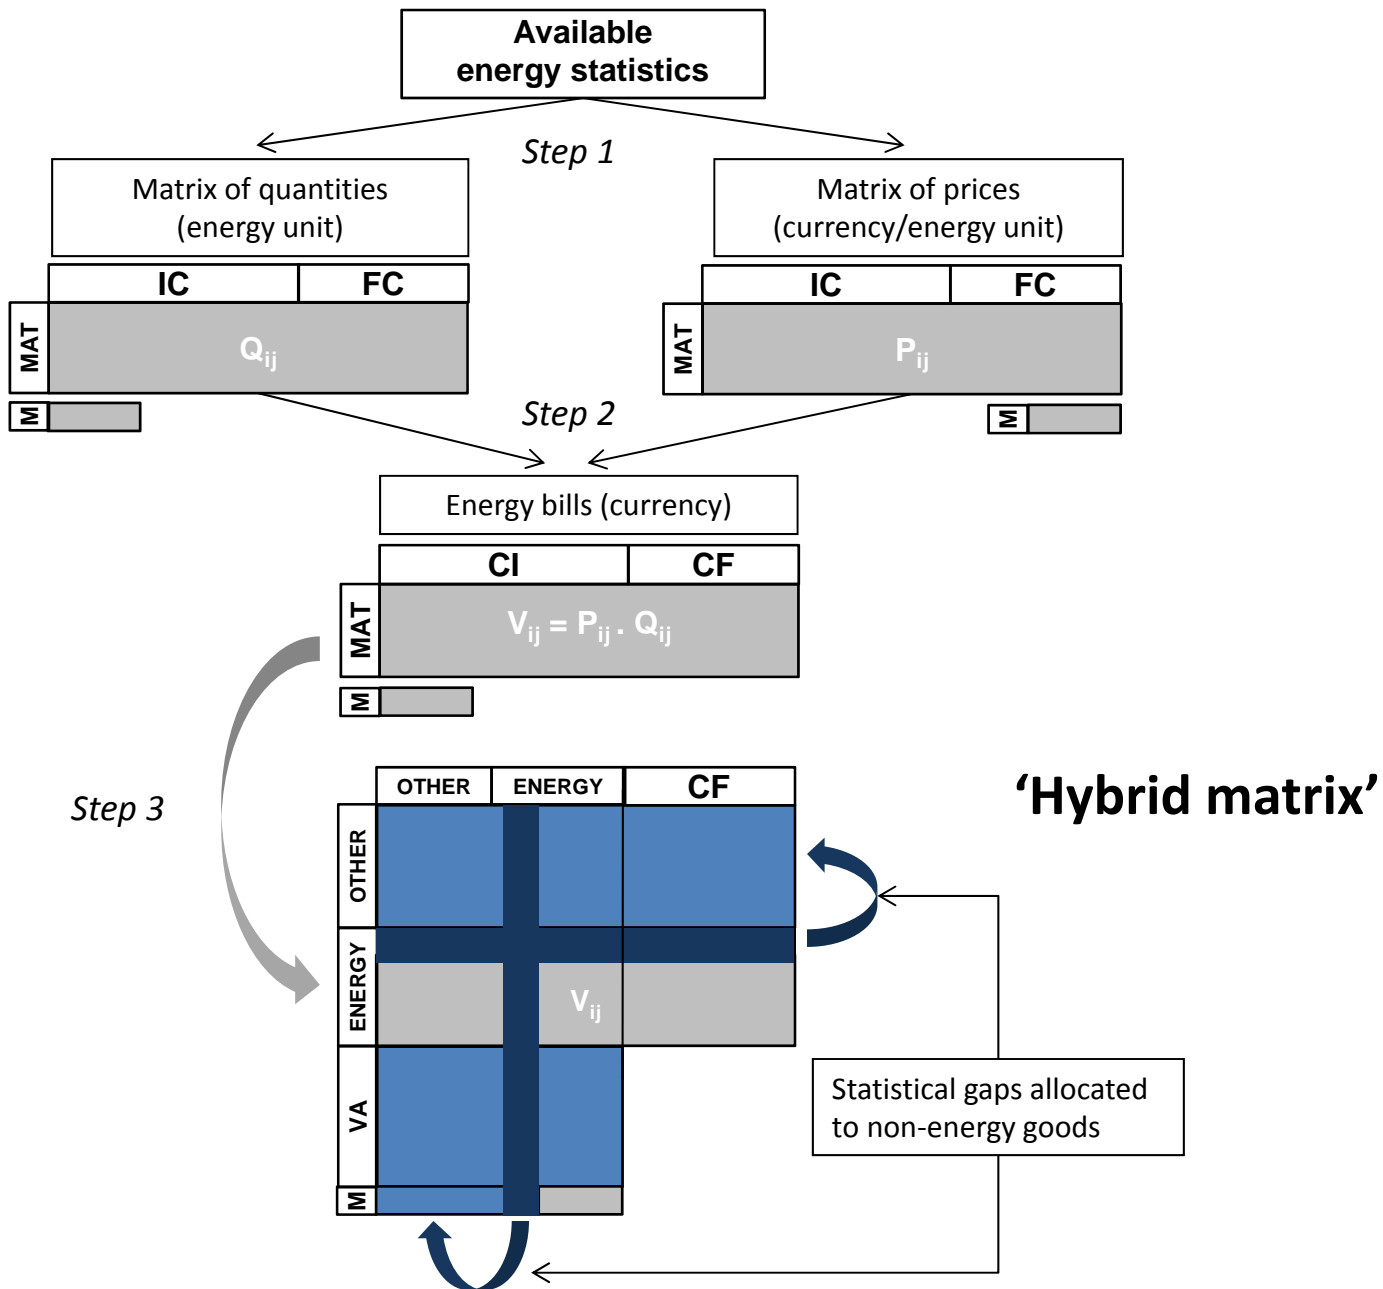 Available
energy statistics
Step 1
Matrix of quantities
(energy unit)
Matrix of prices
(currency/energy unit)
IC FC
MAT
Qij
M
IC FC
MAT
Pij
M
Step 2
Energy bills (currency)
CI CF
MAT
Vij = Pij . Qij
M
Step 3
OTHER ENERGY CF
'Hybrid matrix'
OTHER
ENERGY
Vij
VA
M
Statistical gaps allocated
to non-energy goods